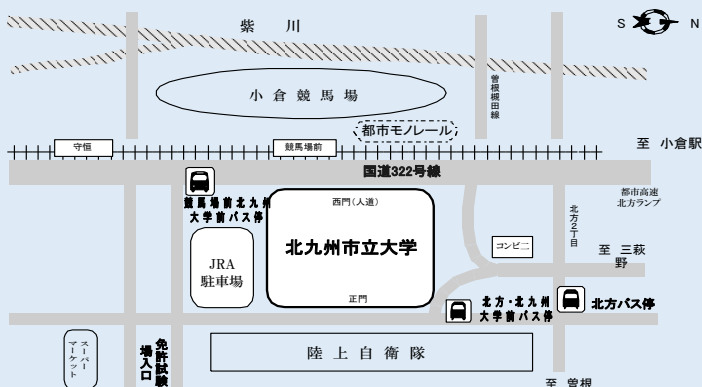 紫川
S N
小倉競馬場
曽根槻田線
都市モノレール
守恒
競馬場前
至 小倉駅
国道322号線
都市高速
北方ランプ
競馬場前北九州
大学前バス停
西門(人道)
北九州市立大学
正門
JRA
駐車場
コンビニ
北方2丁目
至 三萩
野
北方・北九州
大学前バス停
北方バス停
スーパー
マーケット
免許試験
場入口
陸上自衛隊
至 曽根